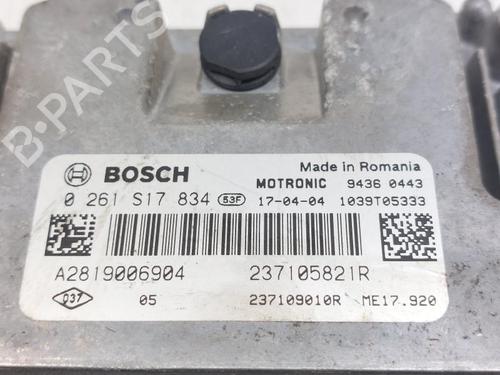 B-PARTS
BOSCH
Made in Romania
MOTRONIC 9436 0443
0 261 S17 834 53F 17-04-04 1039T05333
A2819006904 237105821R
037 05 237109010R ME17.920